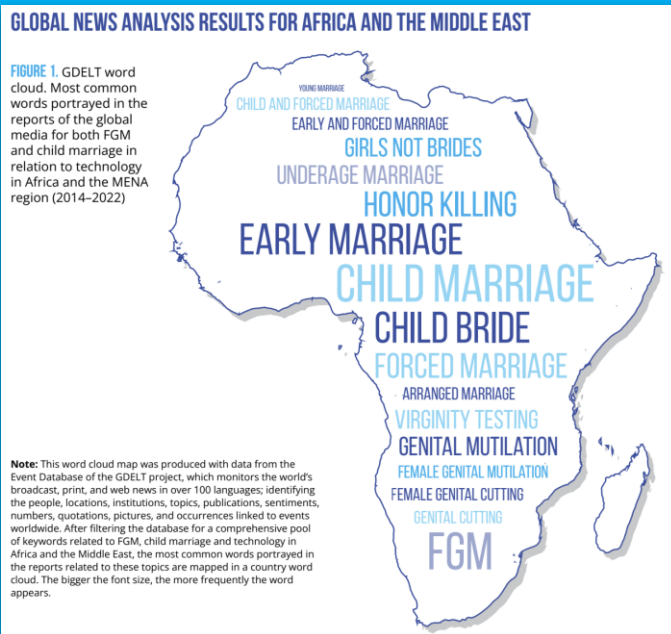 GLOBAL NEWS ANALYSIS RESULTS FOR AFRICA AND THE MIDDLE EAST
FIGURE 1. GDELT word
cloud. Most common
words portrayed in the
reports of the global
media for both FGM
and child marriage in
relation to technology
in Africa and the MENA
region (2014–2022)
YOUNG MARRIAGE
CHILD AND FORCED MARRIAGE
EARLY AND FORCED MARRIAGE
GIRLS NOT BRIDES
UNDERAGE MARRIAGE
HONOR KILLING
EARLY MARRIAGE
CHILD MARRIAGE
CHILD BRIDE
FORCED MARRIAGE
ARRANGED MARRIAGE
VIRGINITY TESTING
GENITAL MUTILATION
FEMALE GENITAL MUTILATION
FEMALE GENITAL CUTTING
GENITAL CUTTING
FGM
Note: This word cloud map was produced with data from the
Event Database of the GDELT project, which monitors the world's
broadcast, print, and web news in over 100 languages; identifying
the people, locations, institutions, topics, publications, sentiments,
numbers, quotations, pictures, and occurrences linked to events
worldwide. After filtering the database for a comprehensive pool
of keywords related to FGM, child marriage and technology in
Africa and the Middle East, the most common words portrayed in
the reports related to these topics are mapped in a country word
cloud. The bigger the font size, the more frequently the word
appears.